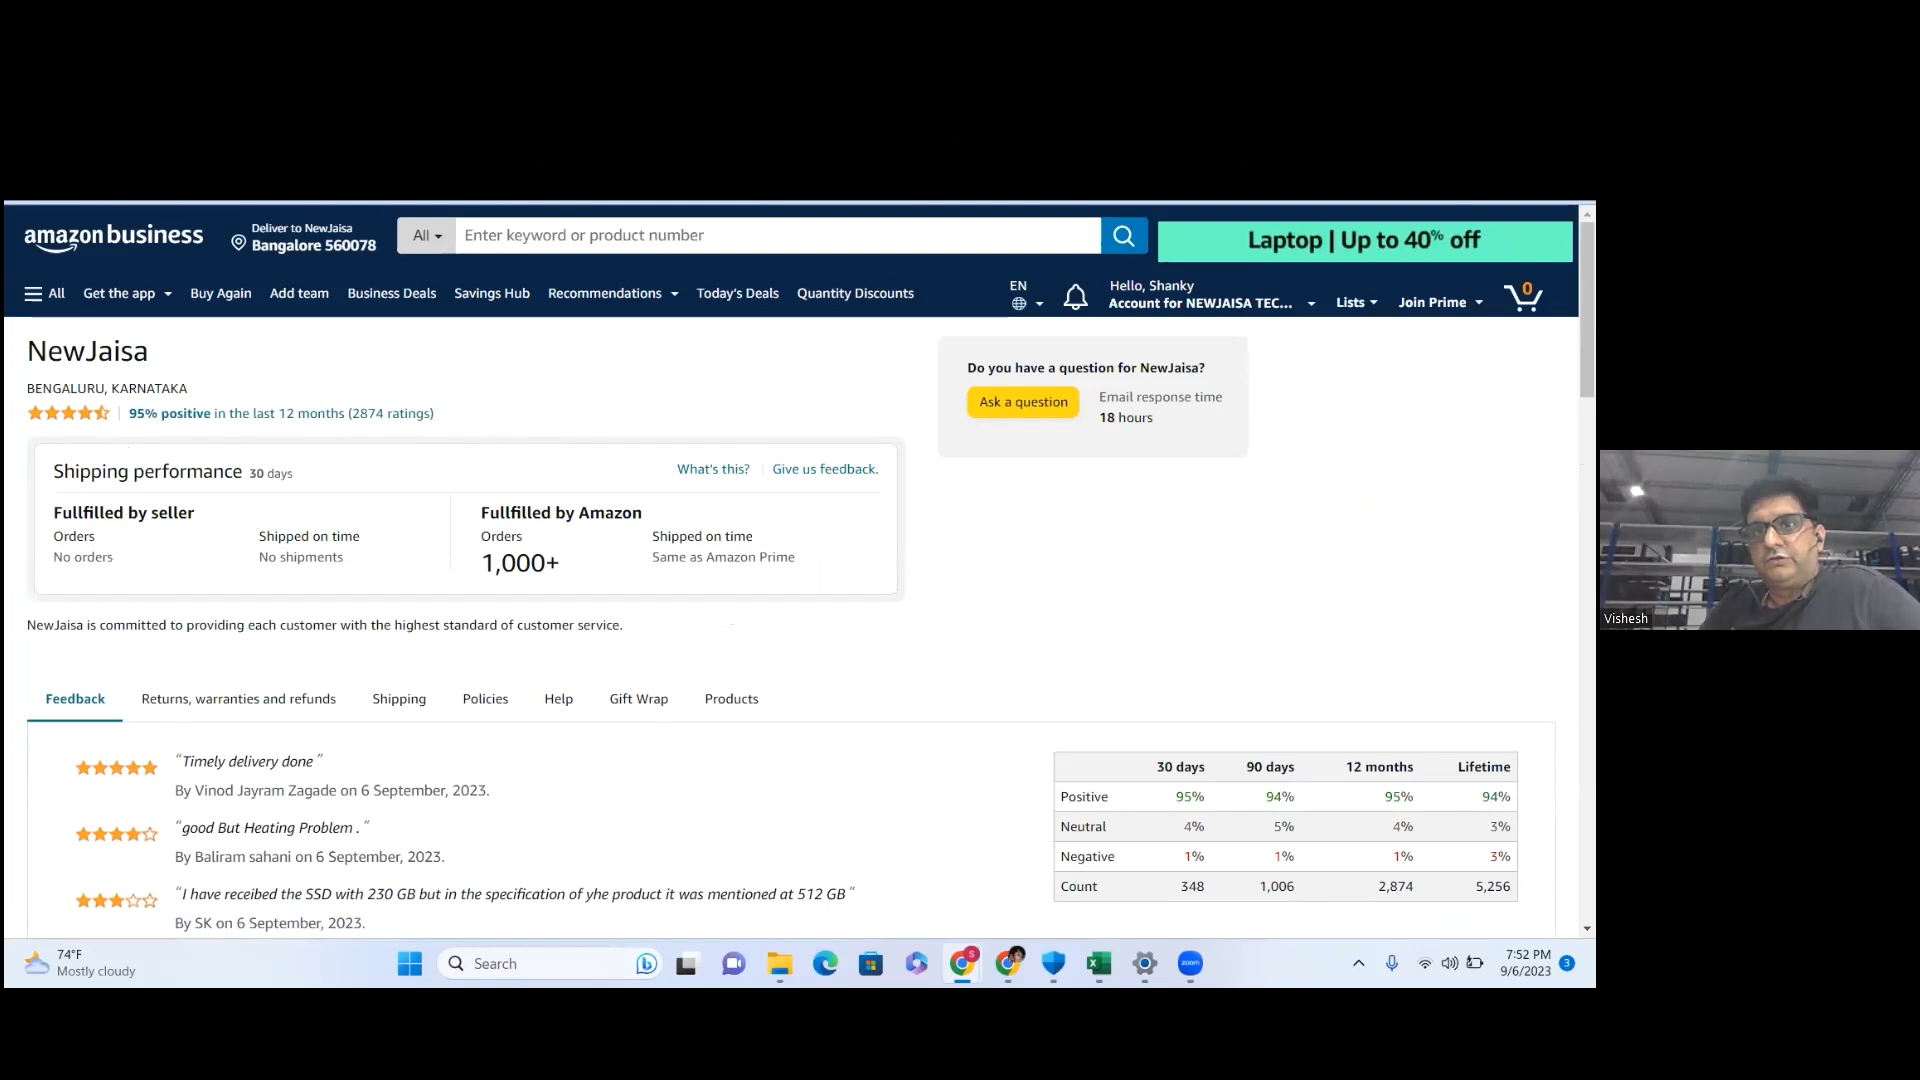 amazon business
Deliver to NewJaisa
Bangalore 560078
All
Enter keyword or product number
Laptop | Up to 40% off
All
Get the app
Buy Again
Add team
Business Deals
Savings Hub
Recommendations
Today's Deals
Quantity Discounts
EN
Hello, Shanky
Account for NEWJAISA TEC...
Lists
Join Prime
0
NewJaisa
BENGALURU, KARNATAKA
95% positive in the last 12 months (2874 ratings)
Do you have a question for NewJaisa?
Ask a question
Email response time
18 hours
Shipping performance 30 days
What's this?
Give us feedback.
Fullfilled by seller
Orders
No orders
Shipped on time
No shipments
Fullfilled by Amazon
Orders
1,000+
Shipped on time
Same as Amazon Prime
NewJaisa is committed to providing each customer with the highest standard of customer service.
Feedback
Returns, warranties and refunds
Shipping
Policies
Help
Gift Wrap
Products
"Timely delivery done"
By Vinod Jayram Zagade on 6 September, 2023.
"good But Heating Problem ."
By Baliram sahani on 6 September, 2023.
"I have receibed the SSD with 230 GB but in the specification of yhe product it was mentioned at 512 GB"
By SK on 6 September, 2023.
30 days 90 days 12 months Lifetime
Positive 95% 94% 95% 94%
Neutral 4% 5% 4% 3%
Negative 1% 1% 1% 3%
Count 348 1,006 2,874 5,256
Vishesh
74°F
Mostly cloudy
Search
S
zoom
7:52 PM
9/6/2023
3